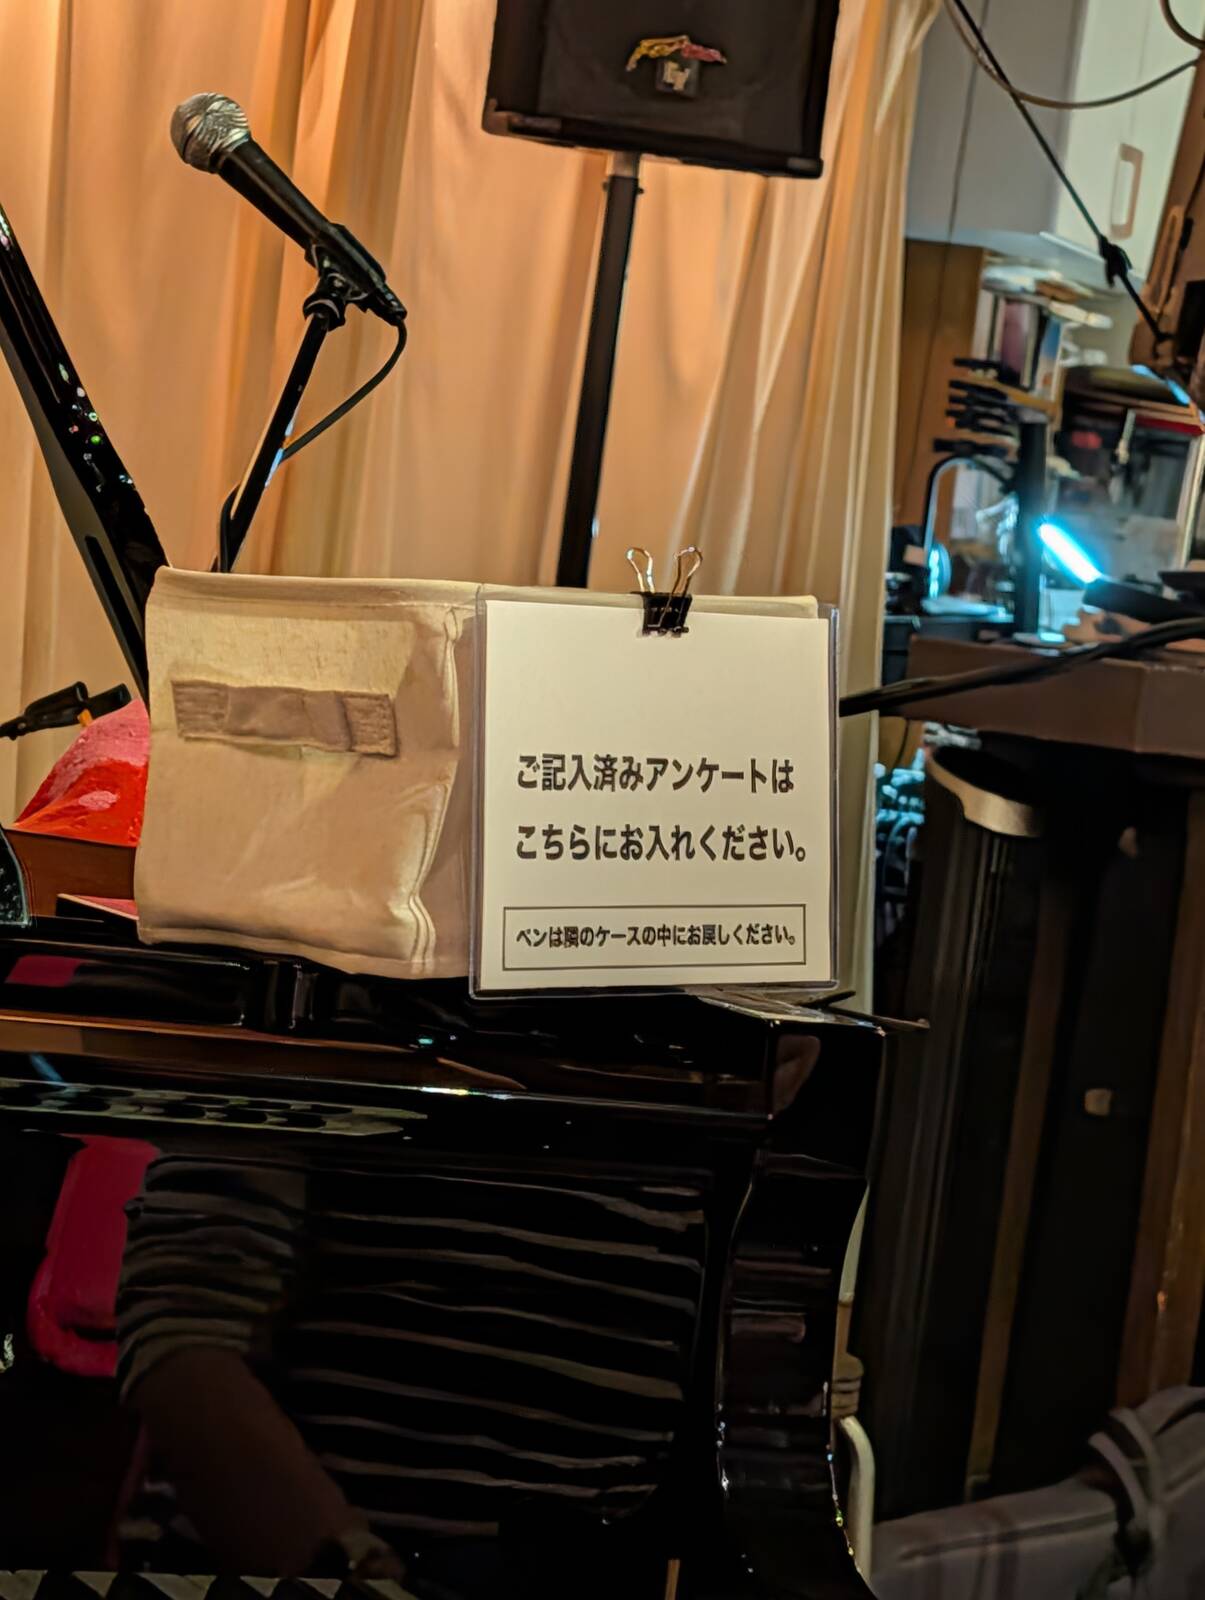 ご記入済みアンケートは
こちらにお入れください。
ペンは隣のケースの中にお戻しください。